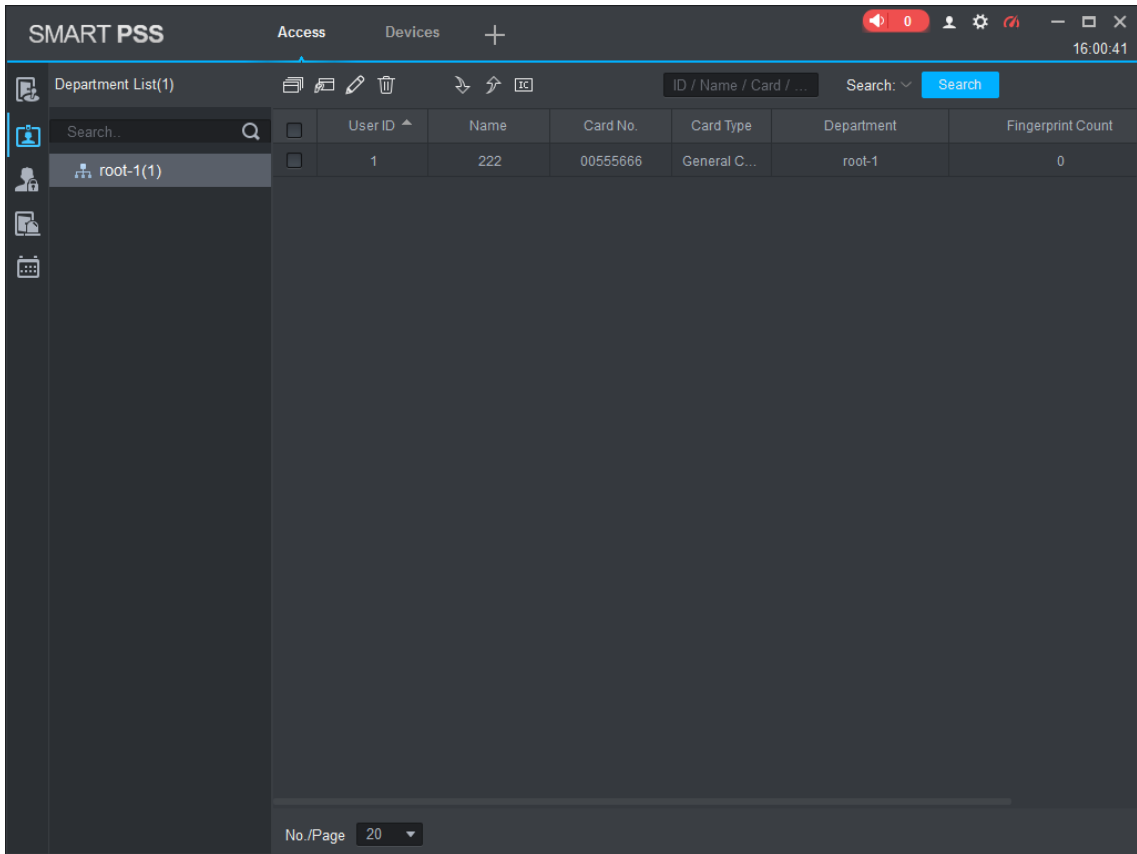 SMART PSS Access Devices 0
16:00:41
Department List(1) IC ID / Name / Card / ... Search: Search
Search.. User ID Name Card No. Card Type Department Fingerprint Count
root-1(1) 1 222 00555666 General C... root-1 0
No./Page 20